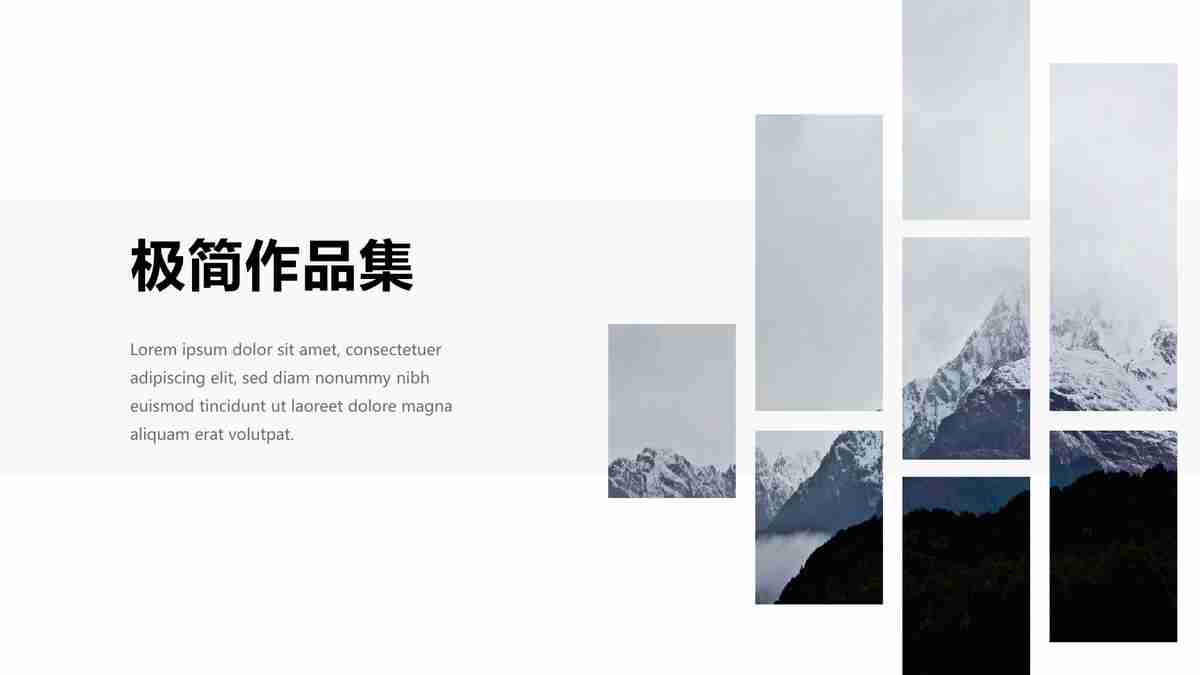 极简作品集
Lorem ipsum dolor sit amet, consectetuer
adipiscing elit, sed diam nonummy nibh
euismod tincidunt ut laoreet dolore magna
aliquam erat volutpat.